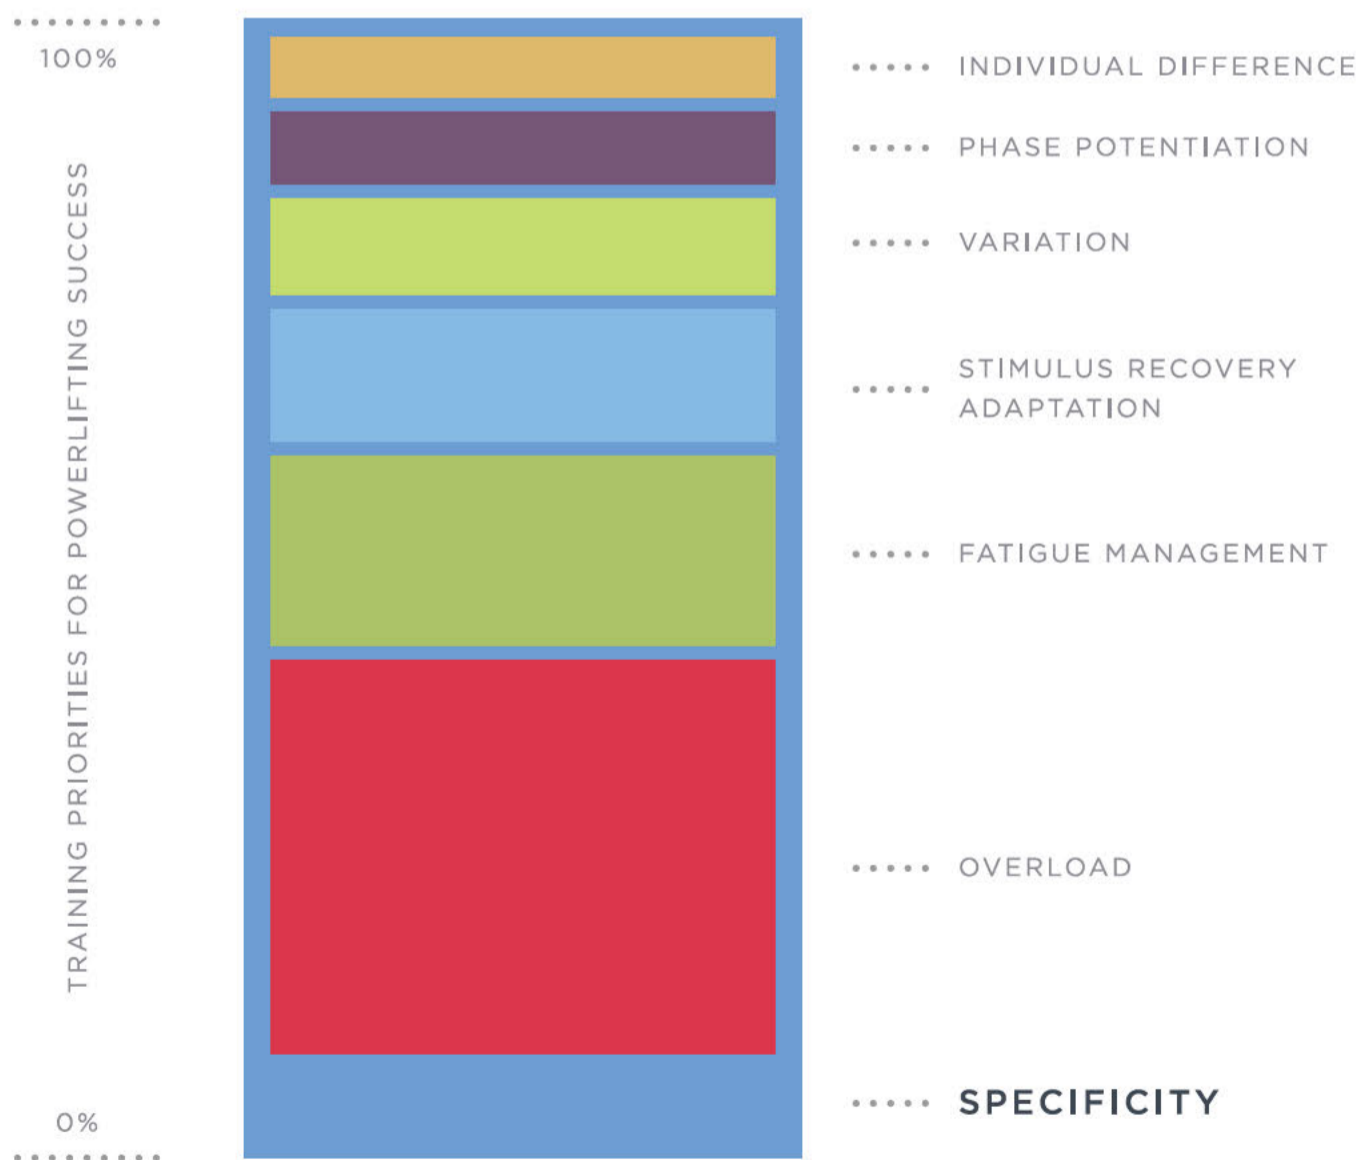 100%
TRAINING PRIORITIES FOR POWERLIFTING SUCCESS
0%
INDIVIDUAL DIFFERENCE
PHASE POTENTIATION
VARIATION
STIMULUS RECOVERY
ADAPTATION
FATIGUE MANAGEMENT
OVERLOAD
SPECIFICITY